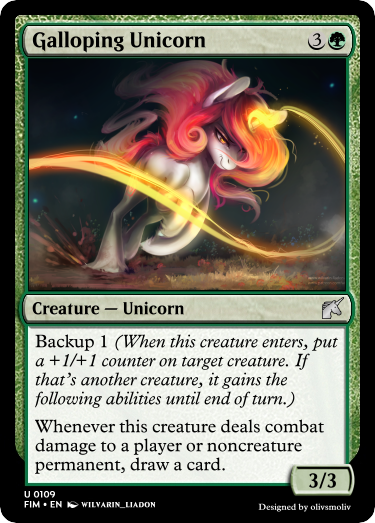 Galloping Unicorn 3
Creature — Unicorn
Backup 1 (When this creature enters, put
a +1/+1 counter on target creature. If
that's another creature, it gains the
following abilities until end of turn.)
Whenever this creature deals combat
damage to a player or noncreature
permanent, draw a card.
3/3
U 0109
FIM • EN WILVARIN_LIADON
Designed by olivsmoliv